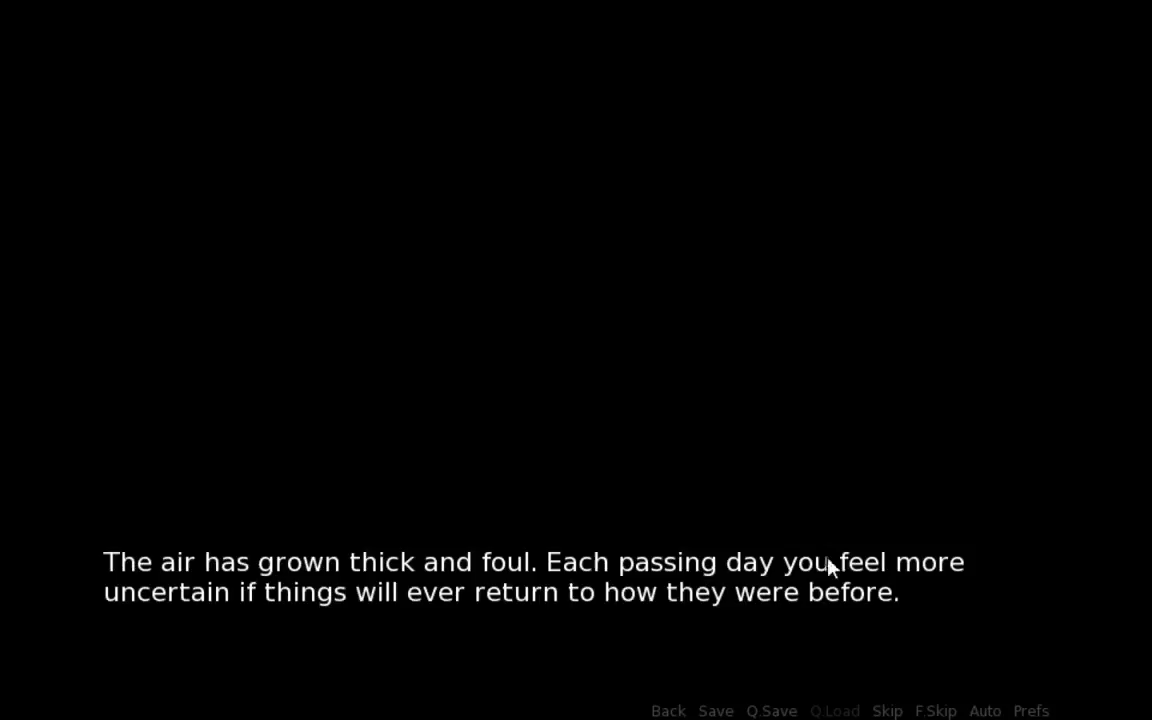 The air has grown thick and foul. Each passing day you feel more
uncertain if things will ever return to how they were before.
Back Save Q.Save Q.Load Skip F.Skip Auto Prefs